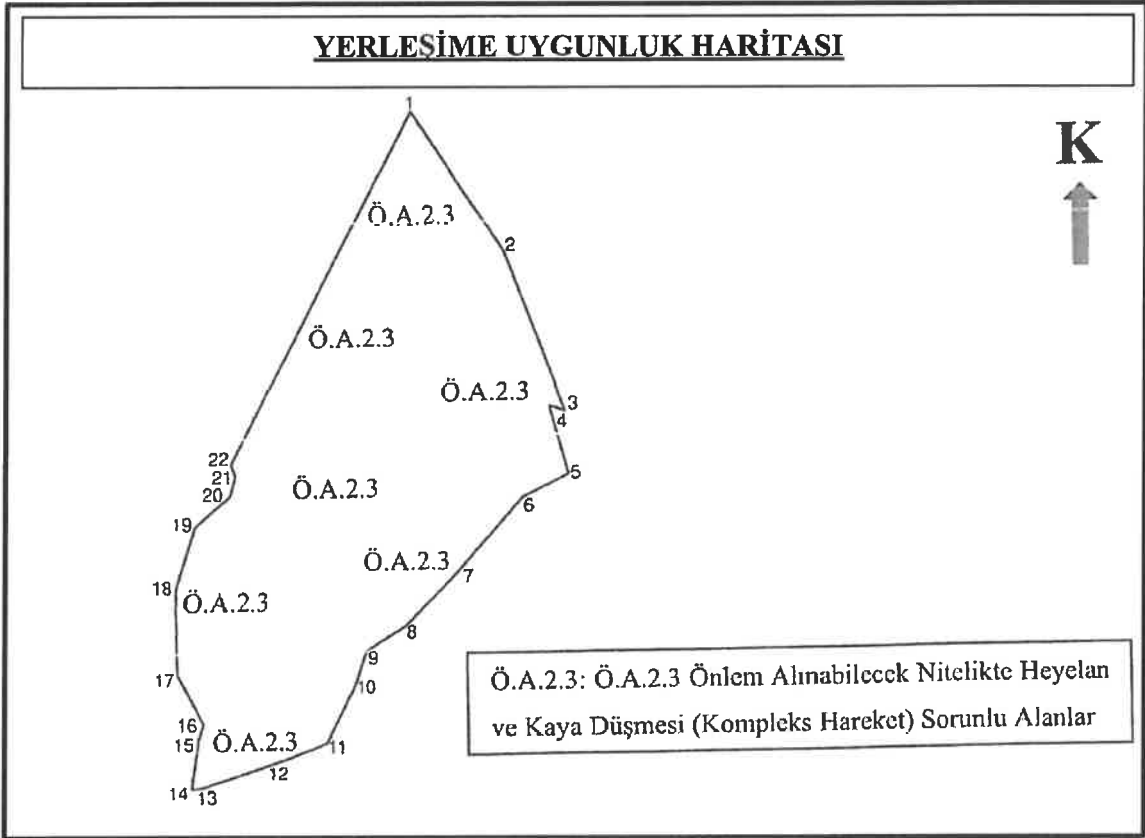 YERLEŞİME UYGUNLUK HARİTASI
1
K
Ö.A.2.3
2
Ö.A.2.3
Ö.A.2.3
3
4
22
21
5
20
Ö.A.2.3
6
19
Ö.A.2.3
7
18
Ö.A.2.3
8
9
17
10
Ö.A.2.3: Ö.A.2.3 Önlem Alınabilecek Nitelikte Heyelan
ve Kaya Düşmesi (Kompleks Hareket) Sorunlu Alanlar
16
15
Ö.A.2.3
11
12
14
13